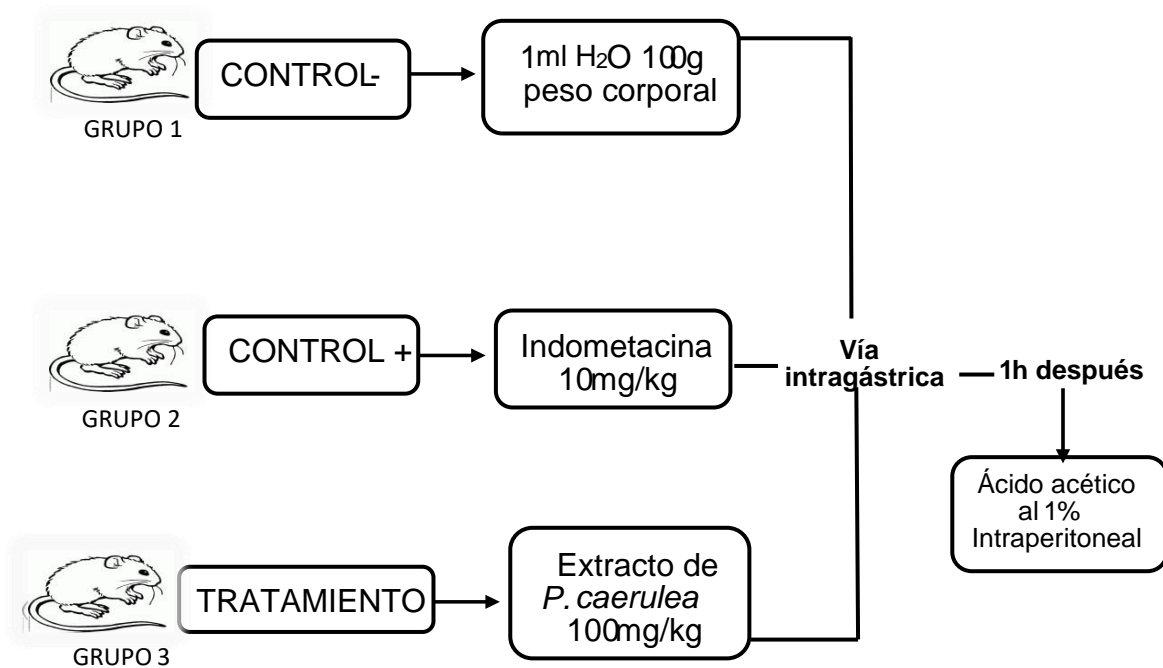 CONTROL-
1ml H₂O 100g
peso corporal
GRUPO 1
CONTROL +
Indometacina
10mg/kg
GRUPO 2
Vía
intragástrica
1h después
Ácido acético
al 1%
Intraperitoneal
TRATAMIENTO
Extracto de
P. caerulea
100mg/kg
GRUPO 3